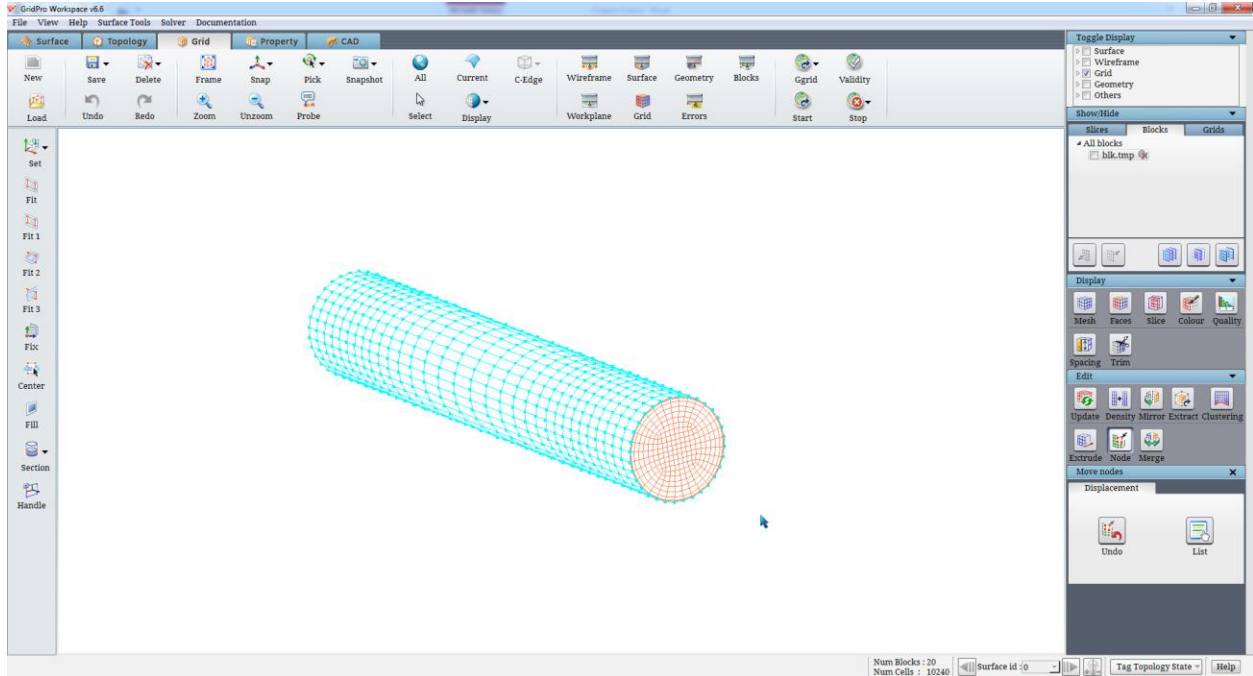 GridPro Workspace v6.6
File View Help Surface Tools Solver Documentation
Surface Topology Grid Property CAD
New Save Delete Frame Snap Pick Snapshot All Current C-Edge Wireframe Surface Geometry Blocks Ggrid Validity
Load Undo Redo Zoom Unzoom Probe Select Display Workplane Grid Errors Start Stop
Set
Fit
Fit 1
Fit 2
Fit 3
Fix
Center
Fill
Section
Handle
Toggle Display
Surface
Wireframe
Grid
Geometry
Others
Show/Hide
Slices Blocks Grids
All blocks
blk.tmp
Display
Mesh Faces Slice Colour Quality
Spacing Trim
Edit
Update Density Mirror Extract Clustering
Extrude Node Merge
Move nodes X
Displacement
Undo List
Num Blocks : 20
Num Cells : 10240
Surface id : 0
Tag Topology State
Help